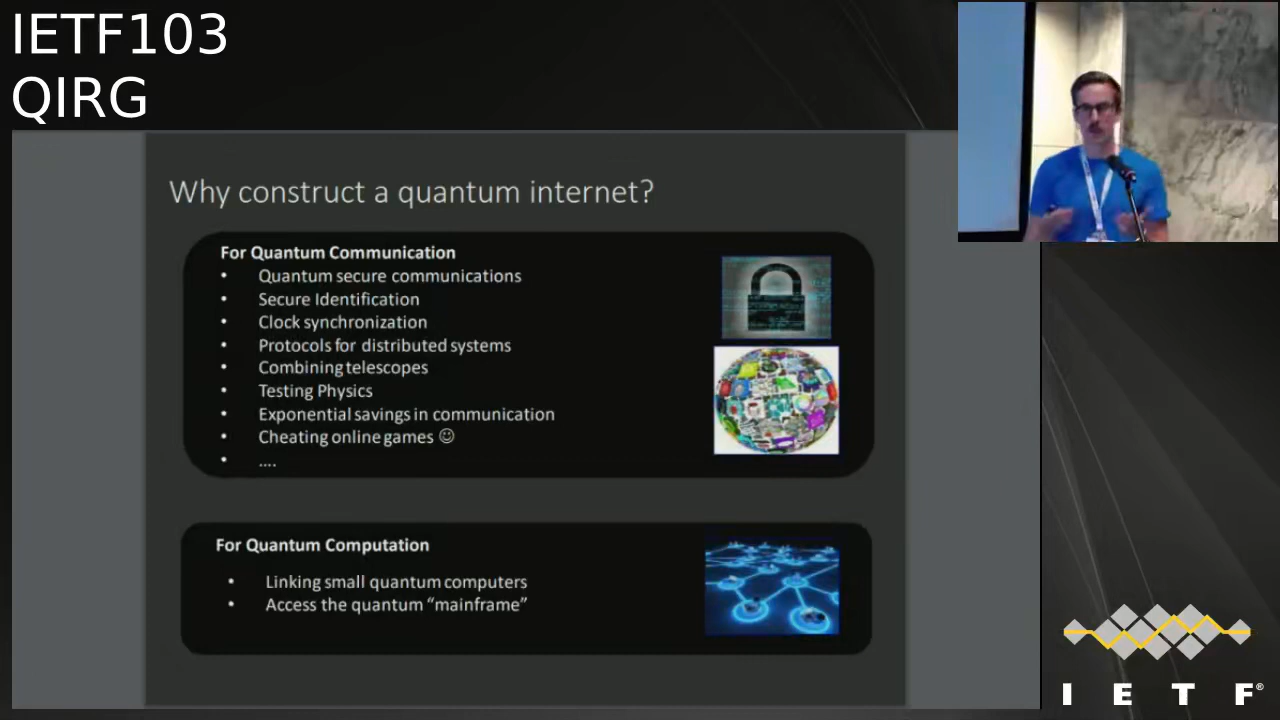 IETF103
QIRG
Why construct a quantum internet?
For Quantum Communication
• Quantum secure communications
• Secure Identification
• Clock synchronization
• Protocols for distributed systems
• Combining telescopes
• Testing Physics
• Exponential savings in communication
• Cheating online games ☺
• ....
For Quantum Computation
• Linking small quantum computers
• Access the quantum “mainframe”
I E T F®